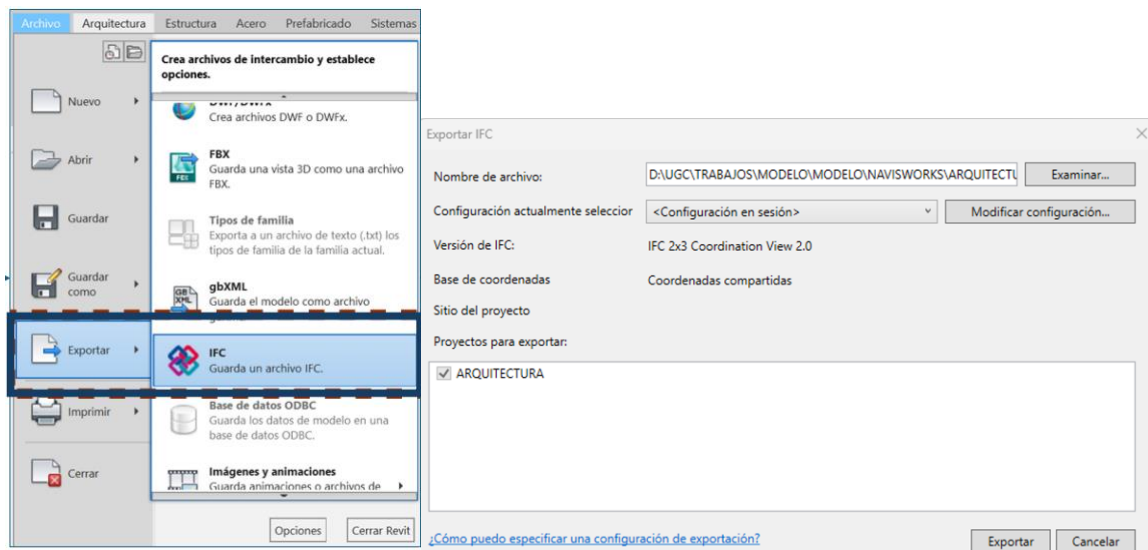 Archivo Arquitectura Estructura Acero Prefabricado Sistemas
Nuevo
Abrir
Guardar
Guardar
como
Exportar
Imprimir
Cerrar
Crea archivos de intercambio y establece
opciones.
DWF/DWFx
Crea archivos DWF o DWFx.
FBX
Guarda una vista 3D como una archivo
FBX.
Tipos de familia
Exporta a un archivo de texto (.txt) los
tipos de familia de la familia actual.
gbXML
Guarda el modelo como archivo
IFC
Guarda un archivo IFC.
Base de datos ODBC
Guarda los datos de modelo en una
base de datos ODBC.
Imágenes y animaciones
Guarda animaciones o archivos de
Opciones Cerrar Revit
Exportar IFC
Nombre de archivo: D:\UGC\TRABAJOS\MODELO\MODELO\NAVISWORKS\ARQUITECTU Examinar...
Configuración actualmente seleccior <Configuración en sesión> Modificar configuración...
Versión de IFC: IFC 2x3 Coordination View 2.0
Base de coordenadas Coordenadas compartidas
Sitio del proyecto
Proyectos para exportar:
ARQUITECTURA
¿Cómo puedo especificar una configuración de exportación?
Exportar Cancelar